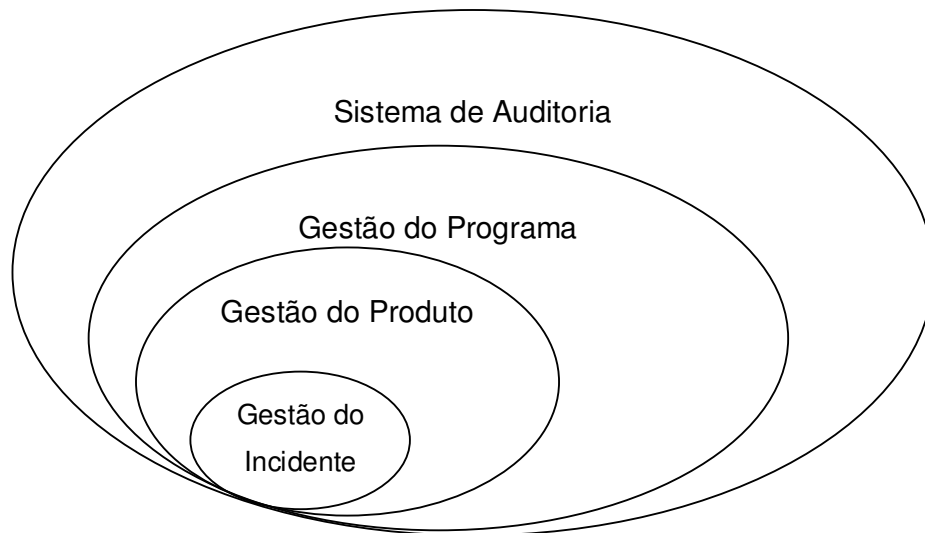 Sistema de Auditoria
Gestão do Programa
Gestão do Produto
Gestão do
Incidente